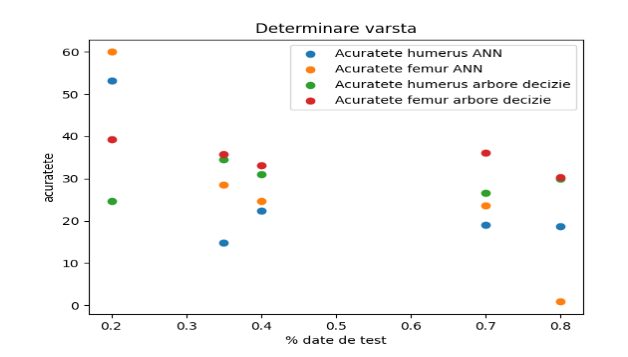 Determinare varsta
Acuratete humerus ANN
Acuratete femur ANN
Acuratete humerus arbore decizie
Acuratete femur arbore decizie
acuratete
60
50
40
30
20
10
0
0.2 0.3 0.4 0.5 0.6 0.7 0.8
% date de test